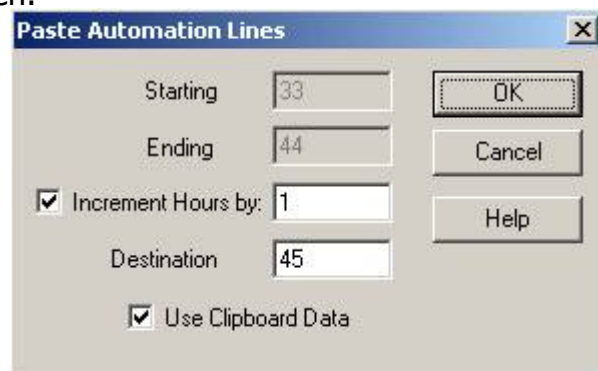 Paste Automation Lines
Starting 33 OK
Ending 44 Cancel
Increment Hours by: 1 Help
Destination 45
Use Clipboard Data